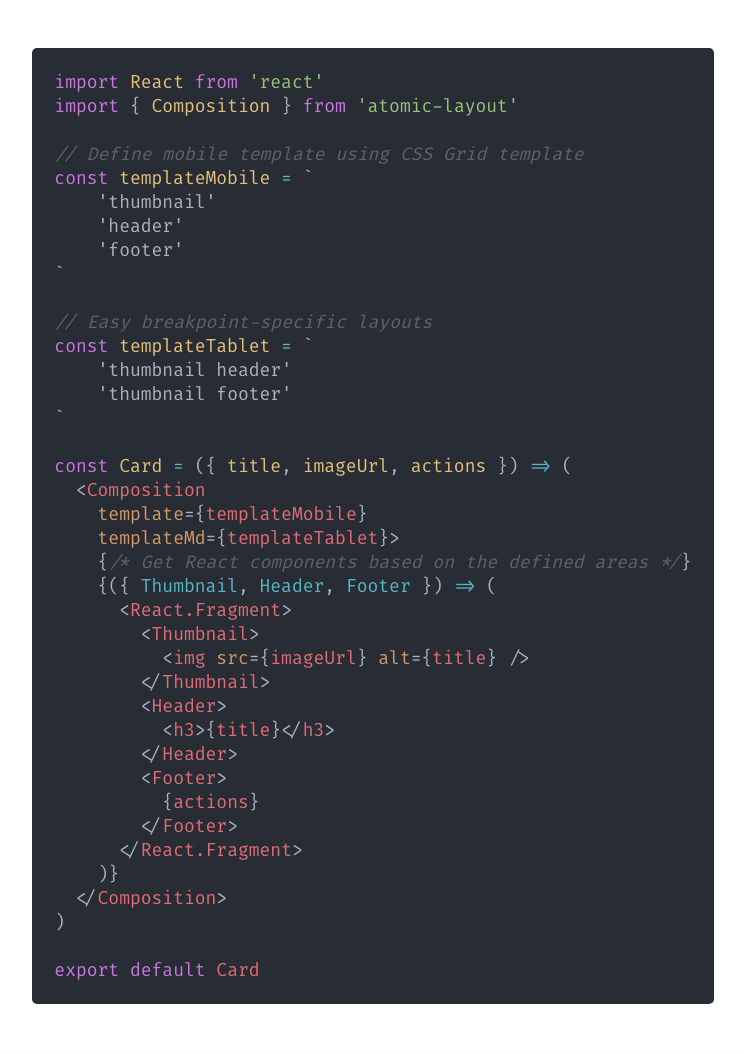 import React from 'react'
import { Composition } from 'atomic-layout'

// Define mobile template using CSS Grid template
const templateMobile = `
    'thumbnail'
    'header'
    'footer'
`

// Easy breakpoint-specific layouts
const templateTablet = `
    'thumbnail header'
    'thumbnail footer'
`

const Card = ({ title, imageUrl, actions }) => (
  <Composition
    template={templateMobile}
    templateMd={templateTablet}>
    {/* Get React components based on the defined areas */}
    {({ Thumbnail, Header, Footer }) => (
      <React.Fragment>
        <Thumbnail>
          <img src={imageUrl} alt={title} />
        </Thumbnail>
        <Header>
          <h3>{title}</h3>
        </Header>
        <Footer>
          {actions}
        </Footer>
      </React.Fragment>
    )}
  </Composition>
)

export default Card